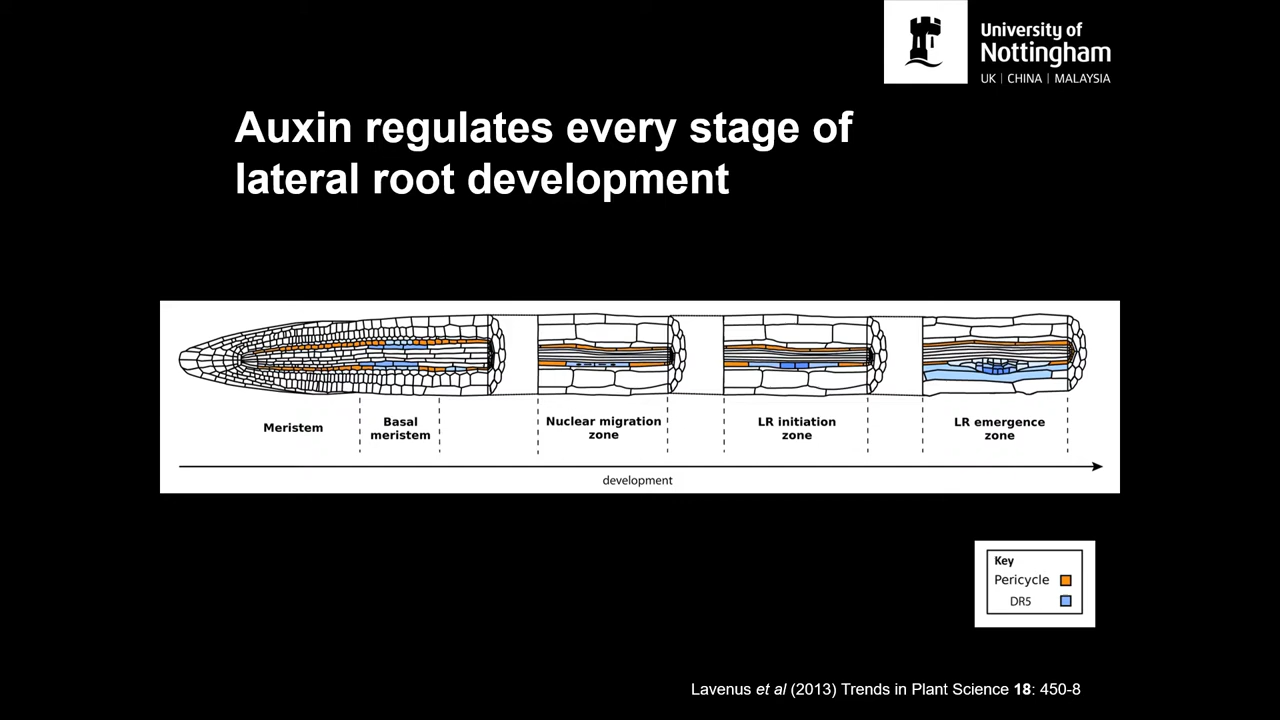 University of
Nottingham
UK | CHINA | MALAYSIA
Auxin regulates every stage of
lateral root development
Meristem
Basal
meristem
Nuclear migration
zone
LR initiation
zone
LR emergence
zone
development
Key
Pericycle
DR5
Lavenus et al (2013) Trends in Plant Science 18: 450-8